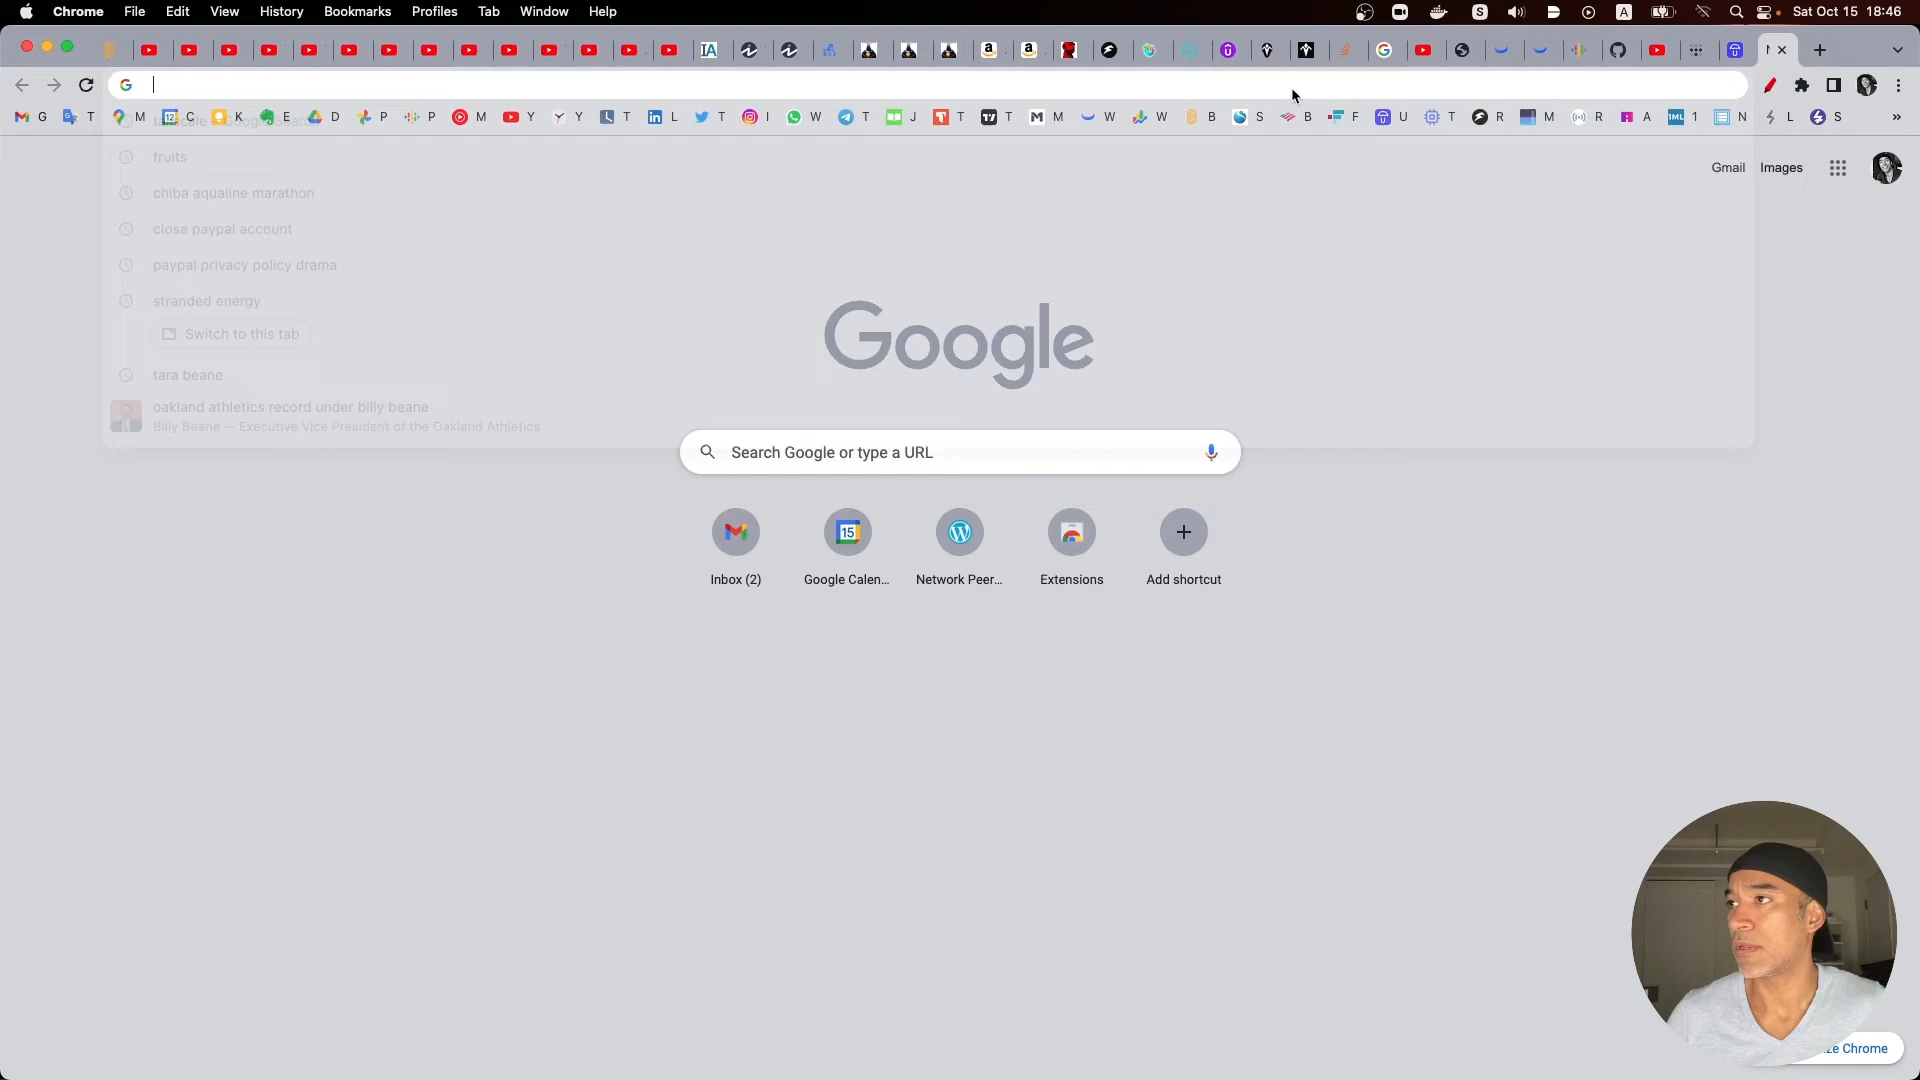 Chrome File Edit View History Bookmarks Profiles Tab Window Help
S A Sat Oct 15 18:46
IA
G T M C K E D P P M Y Y T L T I W T J T T M W W B S B F U T R M R A 1 N L S »
fruits
Gmail Images
chiba aqualine marathon
close paypal account
paypal privacy policy drama
stranded energy
Switch to this tab
Google
tara beane
oakland athletics record under billy beane
Billy Beane — Executive Vice President of the Oakland Athletics
Search Google or type a URL
15
Inbox (2) Google Calen... Network Peer... Extensions Add shortcut
Chrome